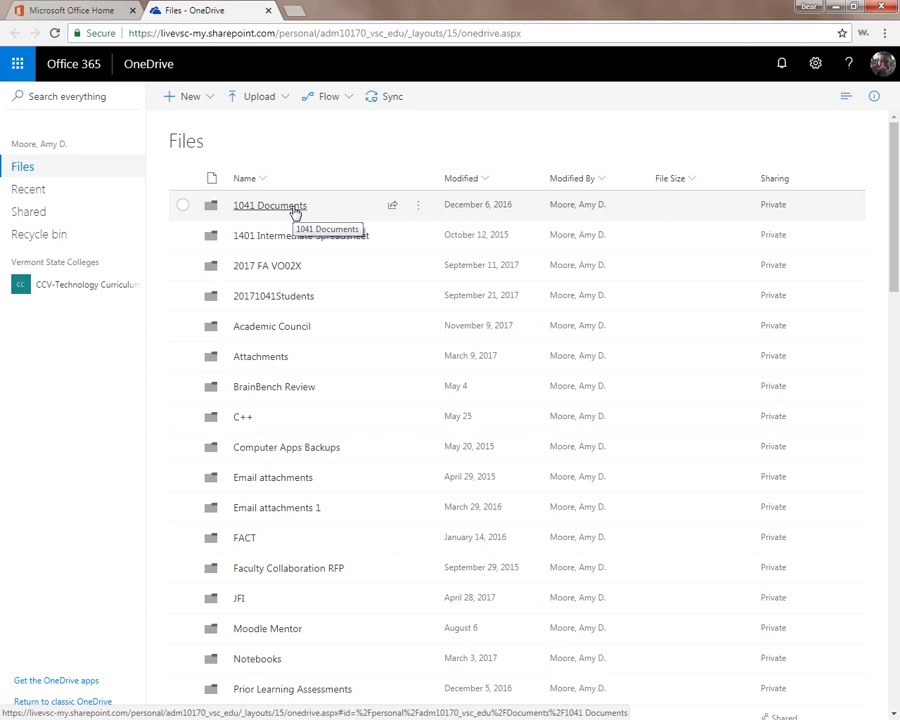 Microsoft Office Home
Files - OneDrive
Bear
Secure
https://livevsc-my.sharepoint.com/personal/adm10170_vsc_edu/_layouts/15/onedrive.aspx
W.
Office 365
OneDrive
?
Search everything
New
Upload
Flow
Sync
Moore, Amy D.
Files
Recent
Shared
Recycle bin
Vermont State Colleges
CC
CCV-Technology Curriculum
Get the OneDrive apps
Return to classic OneDrive
Files
Name Modified Modified By File Size Sharing
1041 Documents December 6, 2016 Moore, Amy D. Private
1041 Documents
1401 Intermediate Spreadsheet October 12, 2015 Moore, Amy D. Private
2017 FA VO02X September 11, 2017 Moore, Amy D. Private
20171041Students September 21, 2017 Moore, Amy D. Private
Academic Council November 9, 2017 Moore, Amy D. Private
Attachments March 9, 2017 Moore, Amy D. Private
BrainBench Review May 4 Moore, Amy D. Private
C++ May 25 Moore, Amy D. Private
Computer Apps Backups May 20, 2015 Moore, Amy D. Private
Email attachments April 29, 2015 Moore, Amy D. Private
Email attachments 1 March 29, 2016 Moore, Amy D. Private
FACT January 14, 2016 Moore, Amy D. Private
Faculty Collaboration RFP September 29, 2015 Moore, Amy D. Private
JFI April 28, 2017 Moore, Amy D. Private
Moodle Mentor August 6 Moore, Amy D. Private
Notebooks March 3, 2017 Moore, Amy D. Private
Prior Learning Assessments December 5, 2016 Moore, Amy D. Private
Shared
https://livevsc-my.sharepoint.com/personal/adm10170_vsc_edu/_layouts/15/onedrive.aspx#id=%2Fpersonal%2Fadm10170_vsc_edu%2FDocuments%2F1041 Documents